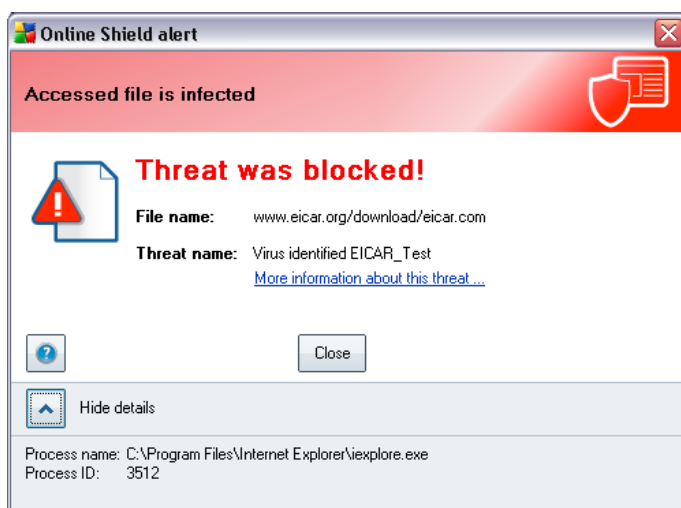 Online Shield alert
Accessed file is infected
Threat was blocked!
File name: www.eicar.org/download/eicar.com
Threat name: Virus identified EICAR_Test
More information about this threat ...
Close
Hide details
Process name: C:\Program Files\Internet Explorer\iexplore.exe
Process ID: 3512